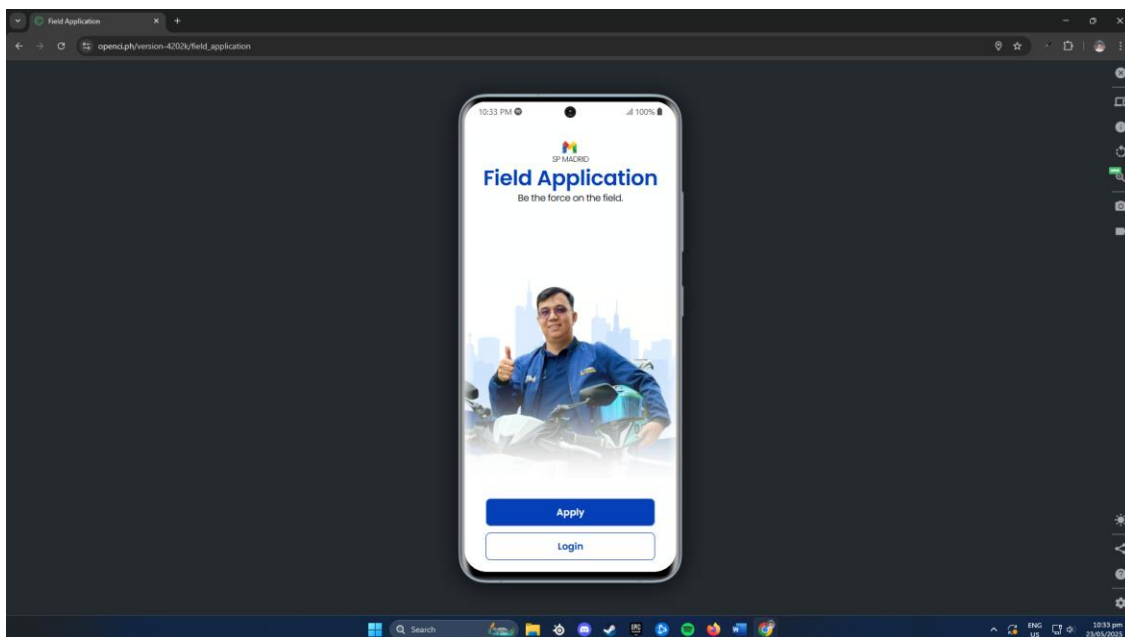 Field Application
openci.ph/version-4202k/field_application
10:33 PM
100%
SP MADRID
Field Application
Be the force on the field.
Apply
Login
Search
ENG
US
10:33 pm
23/05/2025